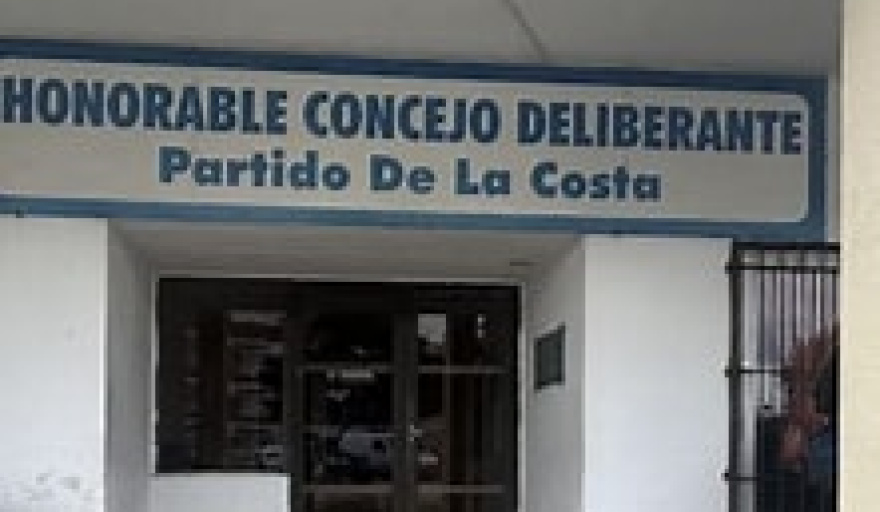 HONORABLE CONCEJO DELIBERANTE
Partido De La Costa